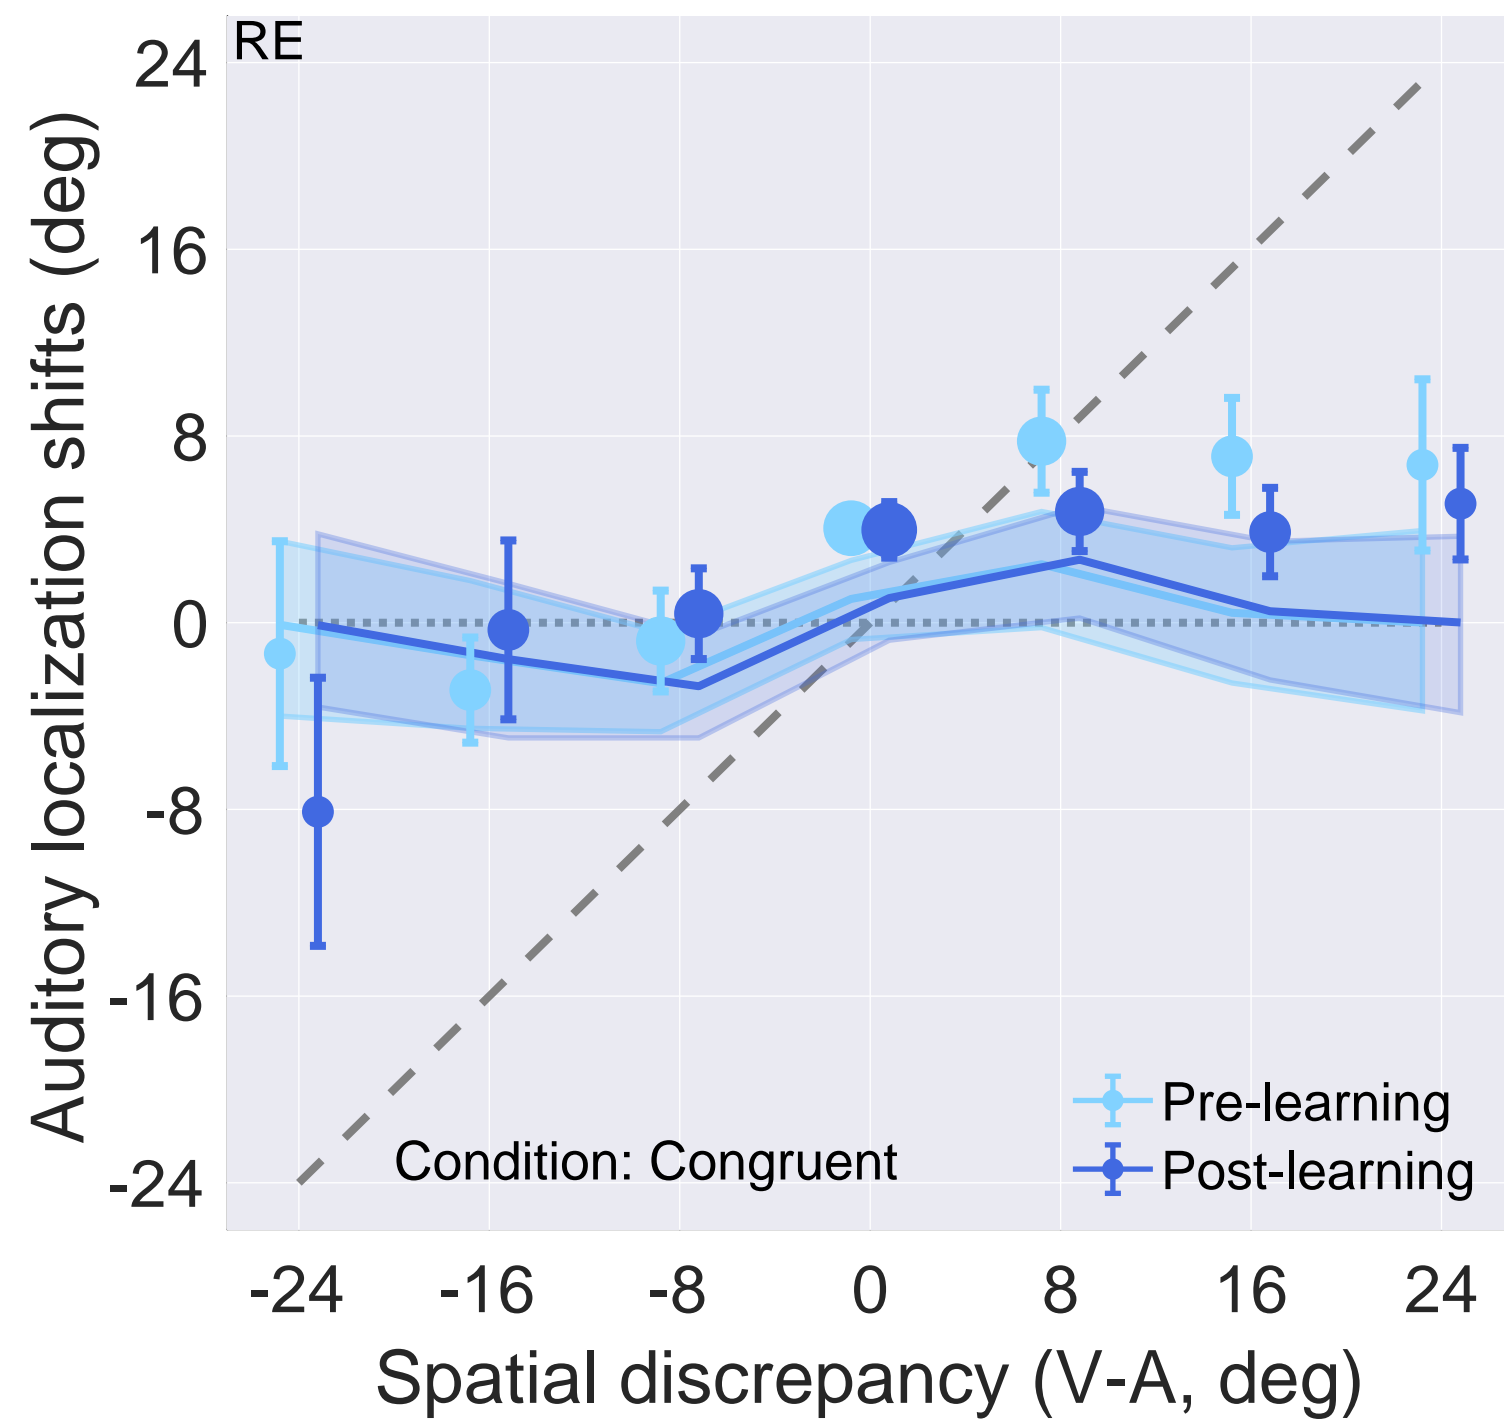 RE
Auditory localization shifts (deg)
24
16
8
0
-8
-16
-24
Condition: Congruent
Pre-learning
Post-learning
-24 -16 -8 0 8 16 24
Spatial discrepancy (V-A, deg)